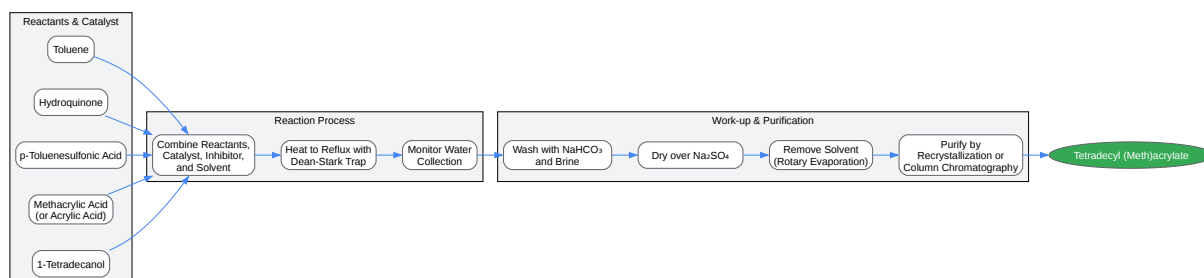 Reactants & Catalyst
Toluene
Hydroquinone
p-Toluenesulfonic Acid
Methacrylic Acid
(or Acrylic Acid)
1-Tetradecanol
Reaction Process
Combine Reactants,
Catalyst, Inhibitor,
and Solvent
Heat to Reflux with
Dean-Stark Trap
Monitor Water
Collection
Work-up & Purification
Wash with NaHCO₃
and Brine
Dry over Na₂SO₄
Remove Solvent
(Rotary Evaporation)
Purify by
Recrystallization or
Column Chromatography
Tetradecyl (Meth)acrylate